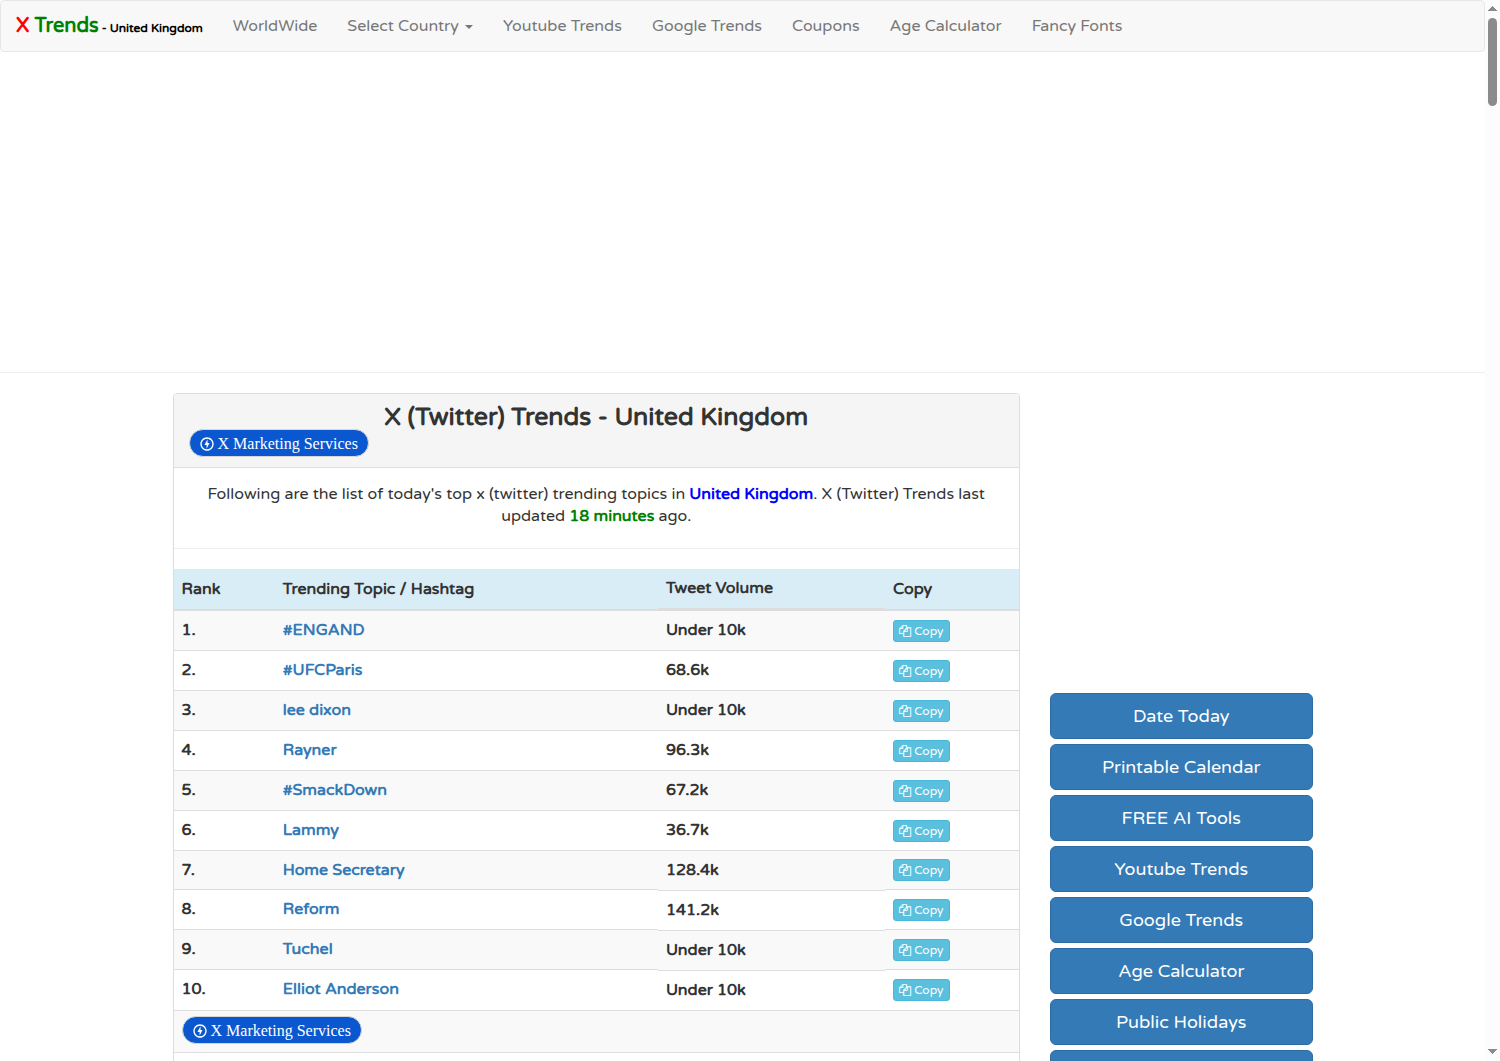 X Trends - United Kingdom WorldWide Select Country Youtube Trends Google Trends Coupons Age Calculator Fancy Fonts
X (Twitter) Trends - United Kingdom
X Marketing Services
Following are the list of today's top x (twitter) trending topics in United Kingdom. X (Twitter) Trends last
updated 18 minutes ago.
Rank Trending Topic / Hashtag Tweet Volume Copy
1. #ENGAND Under 10k Copy
2. #UFCParis 68.6k Copy
3. lee dixon Under 10k Copy
4. Rayner 96.3k Copy
5. #SmackDown 67.2k Copy
6. Lammy 36.7k Copy
7. Home Secretary 128.4k Copy
8. Reform 141.2k Copy
9. Tuchel Under 10k Copy
10. Elliot Anderson Under 10k Copy
X Marketing Services
Date Today
Printable Calendar
FREE AI Tools
Youtube Trends
Google Trends
Age Calculator
Public Holidays